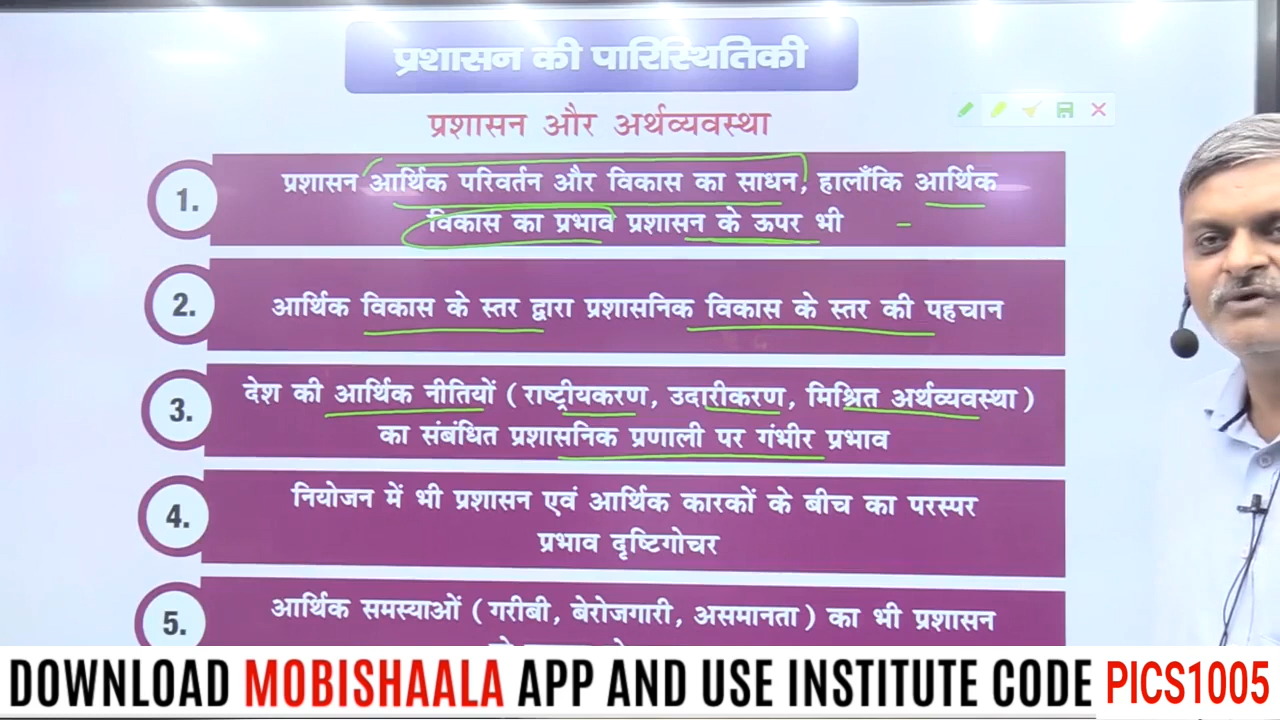 प्रशासन की पारिस्थितिकी
प्रशासन और अर्थव्यवस्था
1.
प्रशासन आर्थिक परिवर्तन और विकास का साधन, हालाँकि आर्थिक
विकास का प्रभाव प्रशासन के ऊपर भी
2.
आर्थिक विकास के स्तर द्वारा प्रशासनिक विकास के स्तर की पहचान
3.
देश की आर्थिक नीतियों (राष्ट्रीयकरण, उदारीकरण, मिश्रित अर्थव्यवस्था)
का संबंधित प्रशासनिक प्रणाली पर गंभीर प्रभाव
4.
नियोजन में भी प्रशासन एवं आर्थिक कारकों के बीच का परस्पर
प्रभाव दृष्टिगोचर
5.
आर्थिक समस्याओं (गरीबी, बेरोजगारी, असमानता) का भी प्रशासन
DOWNLOAD MOBISHAALA APP AND USE INSTITUTE CODE PICS1005